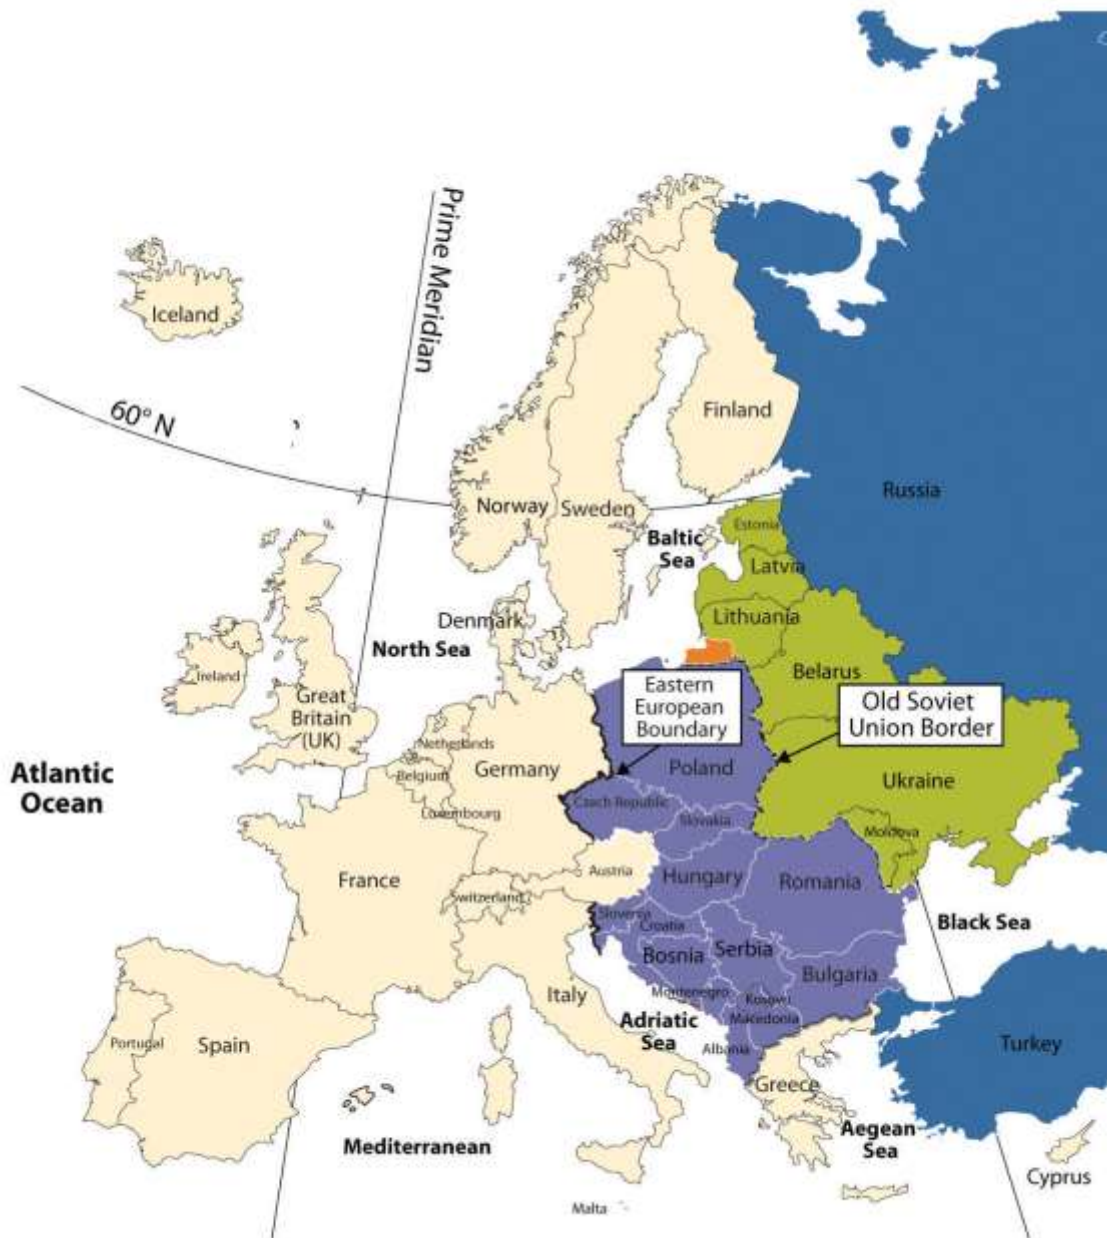 Prime Meridian
Iceland
60° N
Finland
Russia
Norway
Sweden
Estonia
Baltic
Sea
Latvia
Denmark
Lithuania
North Sea
Ireland
Belarus
Great
Britain
(UK)
Eastern
European
Boundary
Old Soviet
Union Border
Netherlands
Germany
Poland
Belgium
Ukraine
Atlantic
Ocean
Czech Republic
Luxembourg
Slovakia
Moldova
Austria
France
Hungary
Romania
Switzerland
Slovenia
Croatia
Black Sea
Bosnia
Serbia
Bulgaria
Italy
Montenegro
Kosovo
Macedonia
Adriatic
Sea
Portugal
Spain
Albania
Turkey
Greece
Mediterranean
Aegean
Sea
Cyprus
Malta